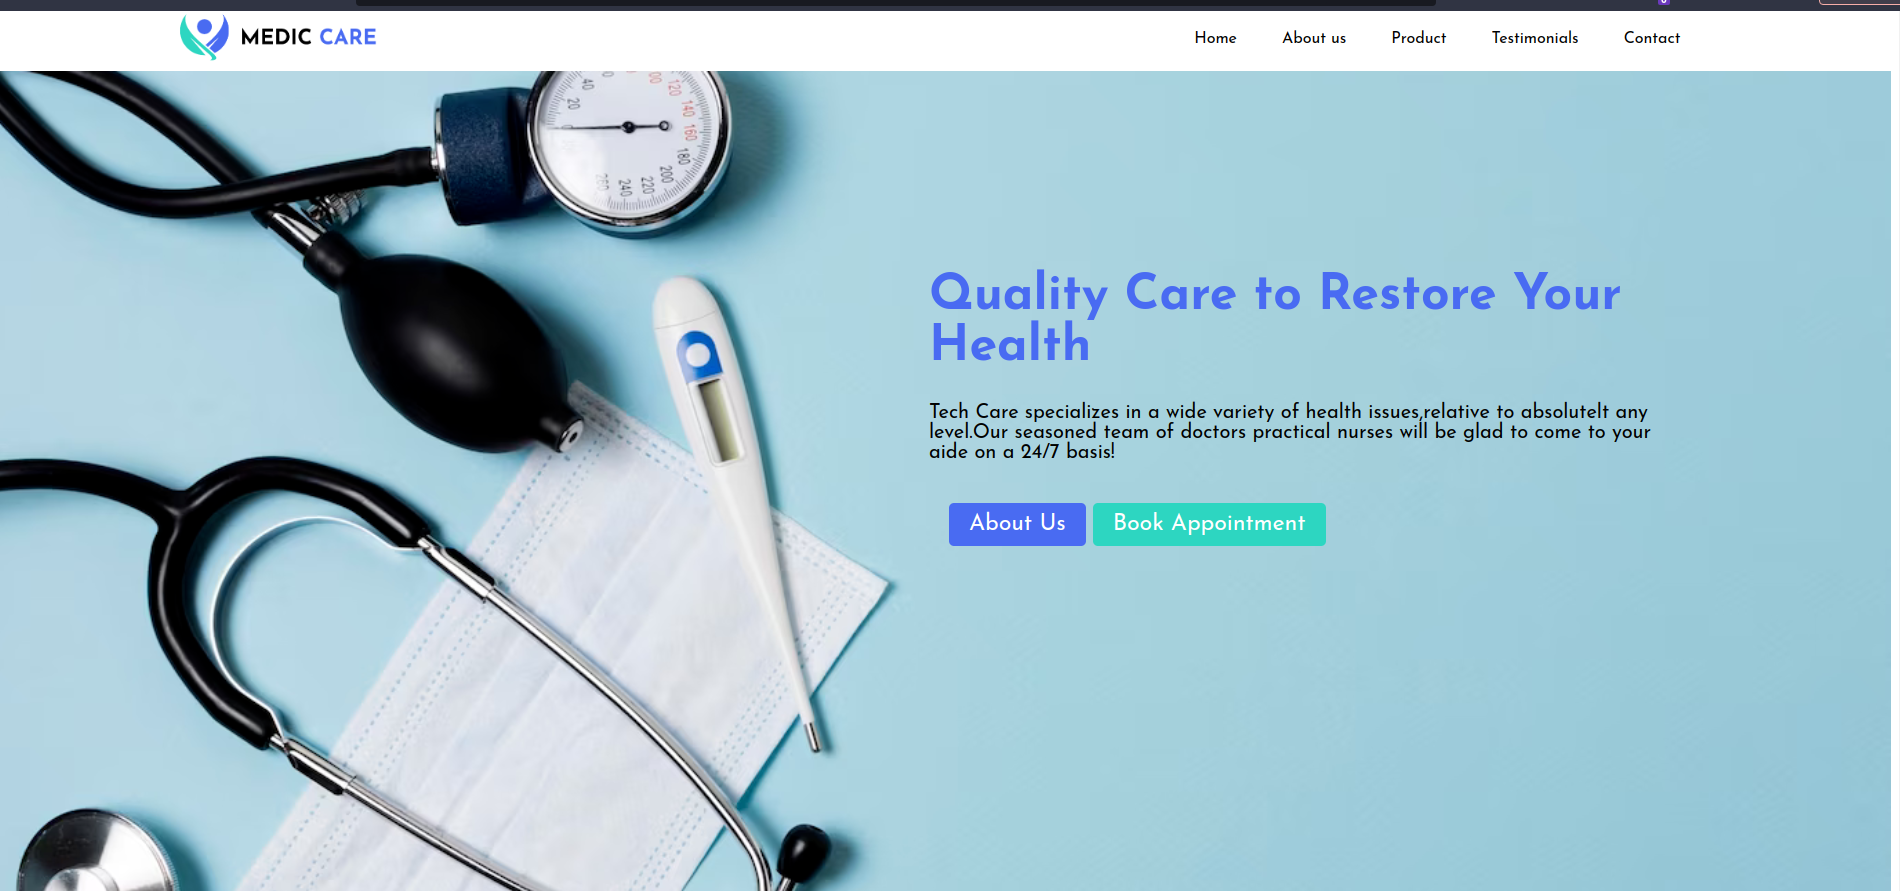 MEDIC CARE
Home About us Product Testimonials Contact
20 40 60 100 120 140 160 180 200 220 240 260
Quality Care to Restore Your
Health
Tech Care specializes in a wide variety of health issues,relative to absolutelt any
level.Our seasoned team of doctors practical nurses will be glad to come to your
aide on a 24/7 basis!
About Us Book Appointment